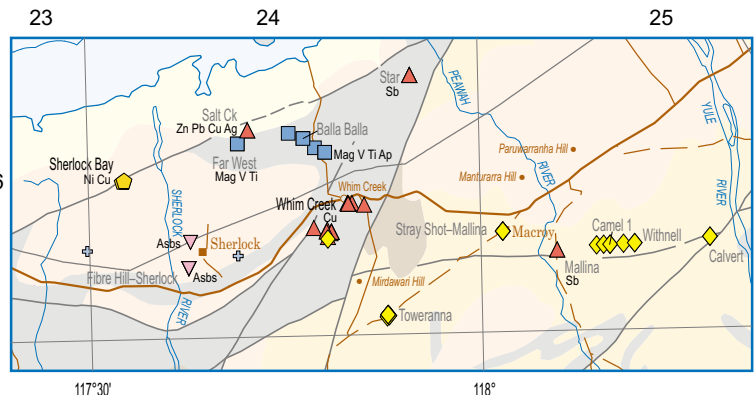 23
24
25
Star
Sb
PEAWAH
RIVER
YULE
RIVER
Salt Ck
Zn Pb Cu Ag
Balla Balla
Mag V Ti Ap
Far West
Mag V Ti
Paruwarranha Hill
Manturarra Hill
Sherlock Bay
Ni Cu
SHERLOCK
RIVER
Whim Creek
Whim Creek
Cu
Stray Shot–Mallina
Macroy
Camel 1
Withnell
Calvert
Asbs
Sherlock
Fibre Hill–Sherlock
Asbs
Mallina
Sb
Mirdawari Hill
Toweranna
117°30'
118°